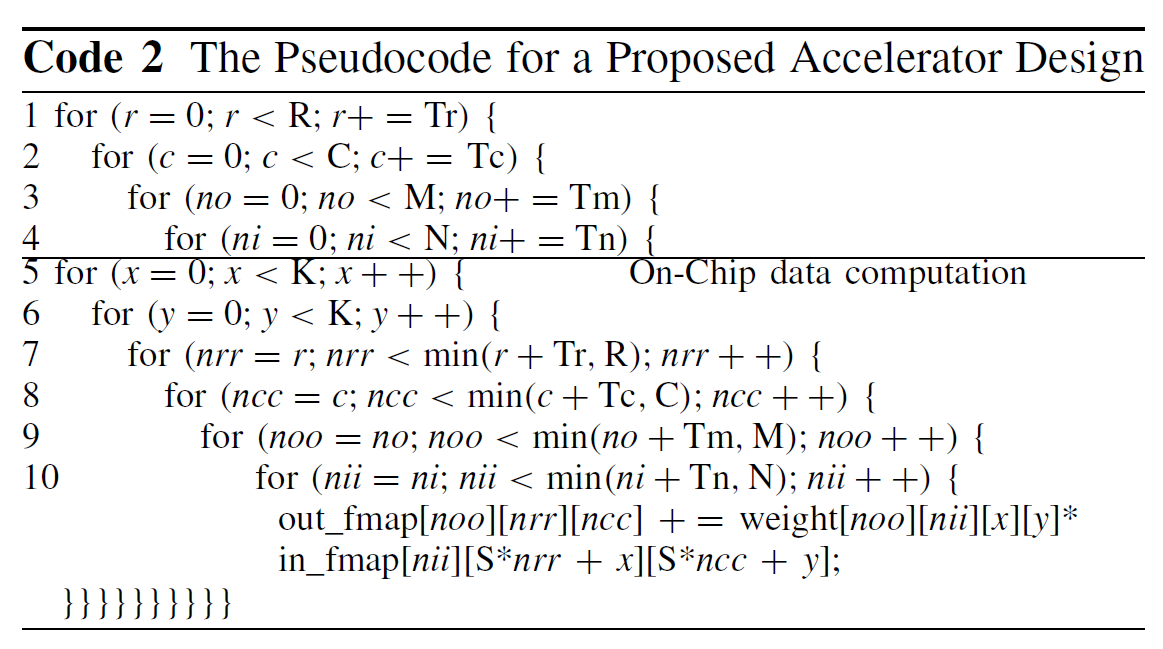 Code 2 The Pseudocode for a Proposed Accelerator Design
1 for (r = 0; r < R; r+ = Tr) {
2 for (c = 0; c < C; c+ = Tc) {
3 for (no = 0; no < M; no+ = Tm) {
4 for (ni = 0; ni < N; ni+ = Tn) {
5 for (x = 0; x < K; x + +) { On-Chip data computation
6 for (y = 0; y < K; y + +) {
7 for (nrr = r; nrr < min(r + Tr, R); nrr + +) {
8 for (ncc = c; ncc < min(c + Tc, C); ncc + +) {
9 for (noo = no; noo < min(no + Tm, M); noo + +) {
10 for (nii = ni; nii < min(ni + Tn, N); nii + +) {
out_fmap[noo][nrr][ncc] + = weight[noo][nii][x][y]*
in_fmap[nii][S*nrr + x][S*ncc + y];
}}}}}}}}}}